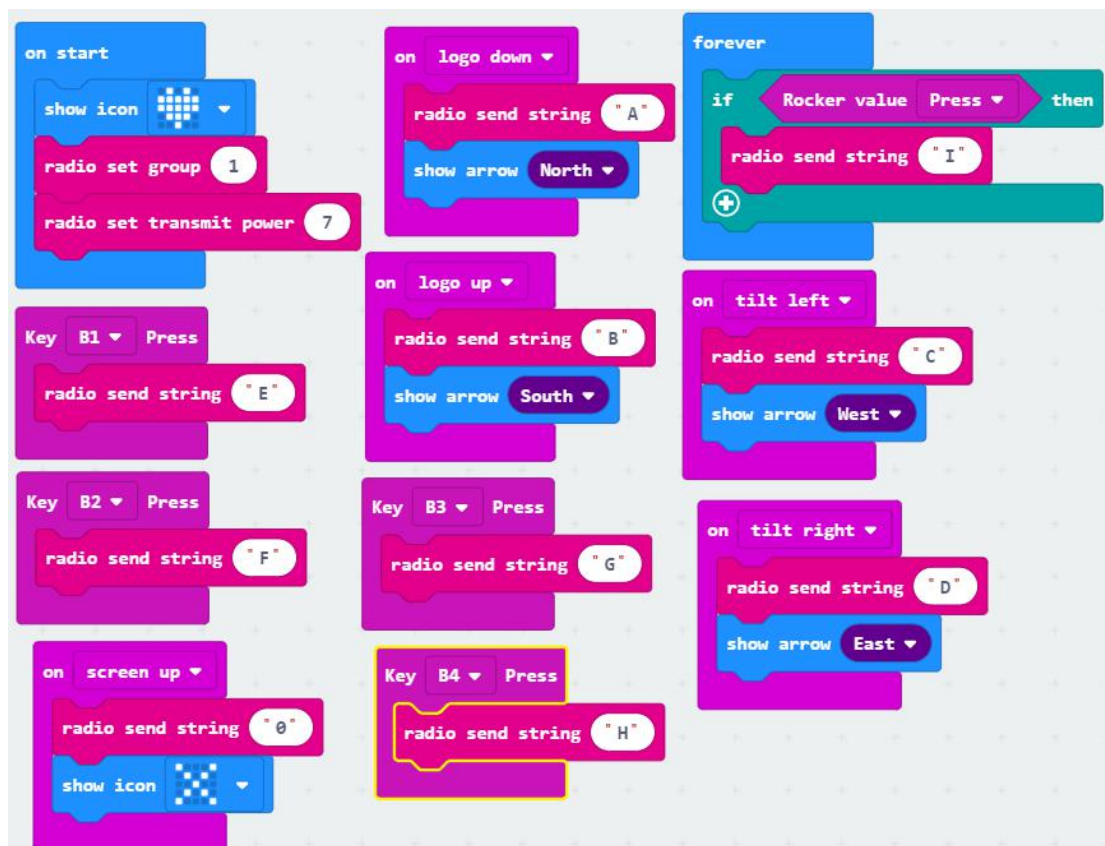 on start
show icon
radio set group 1
radio set transmit power 7
Key B1 Press
radio send string "E"
Key B2 Press
radio send string "F"
on screen up
radio send string "0"
show icon
on logo down
radio send string "A"
show arrow North
on logo up
radio send string "B"
show arrow South
Key B3 Press
radio send string "G"
Key B4 Press
radio send string "H"
forever
if Rocker value Press then
radio send string "I"
on tilt left
radio send string "C"
show arrow West
on tilt right
radio send string "D"
show arrow East